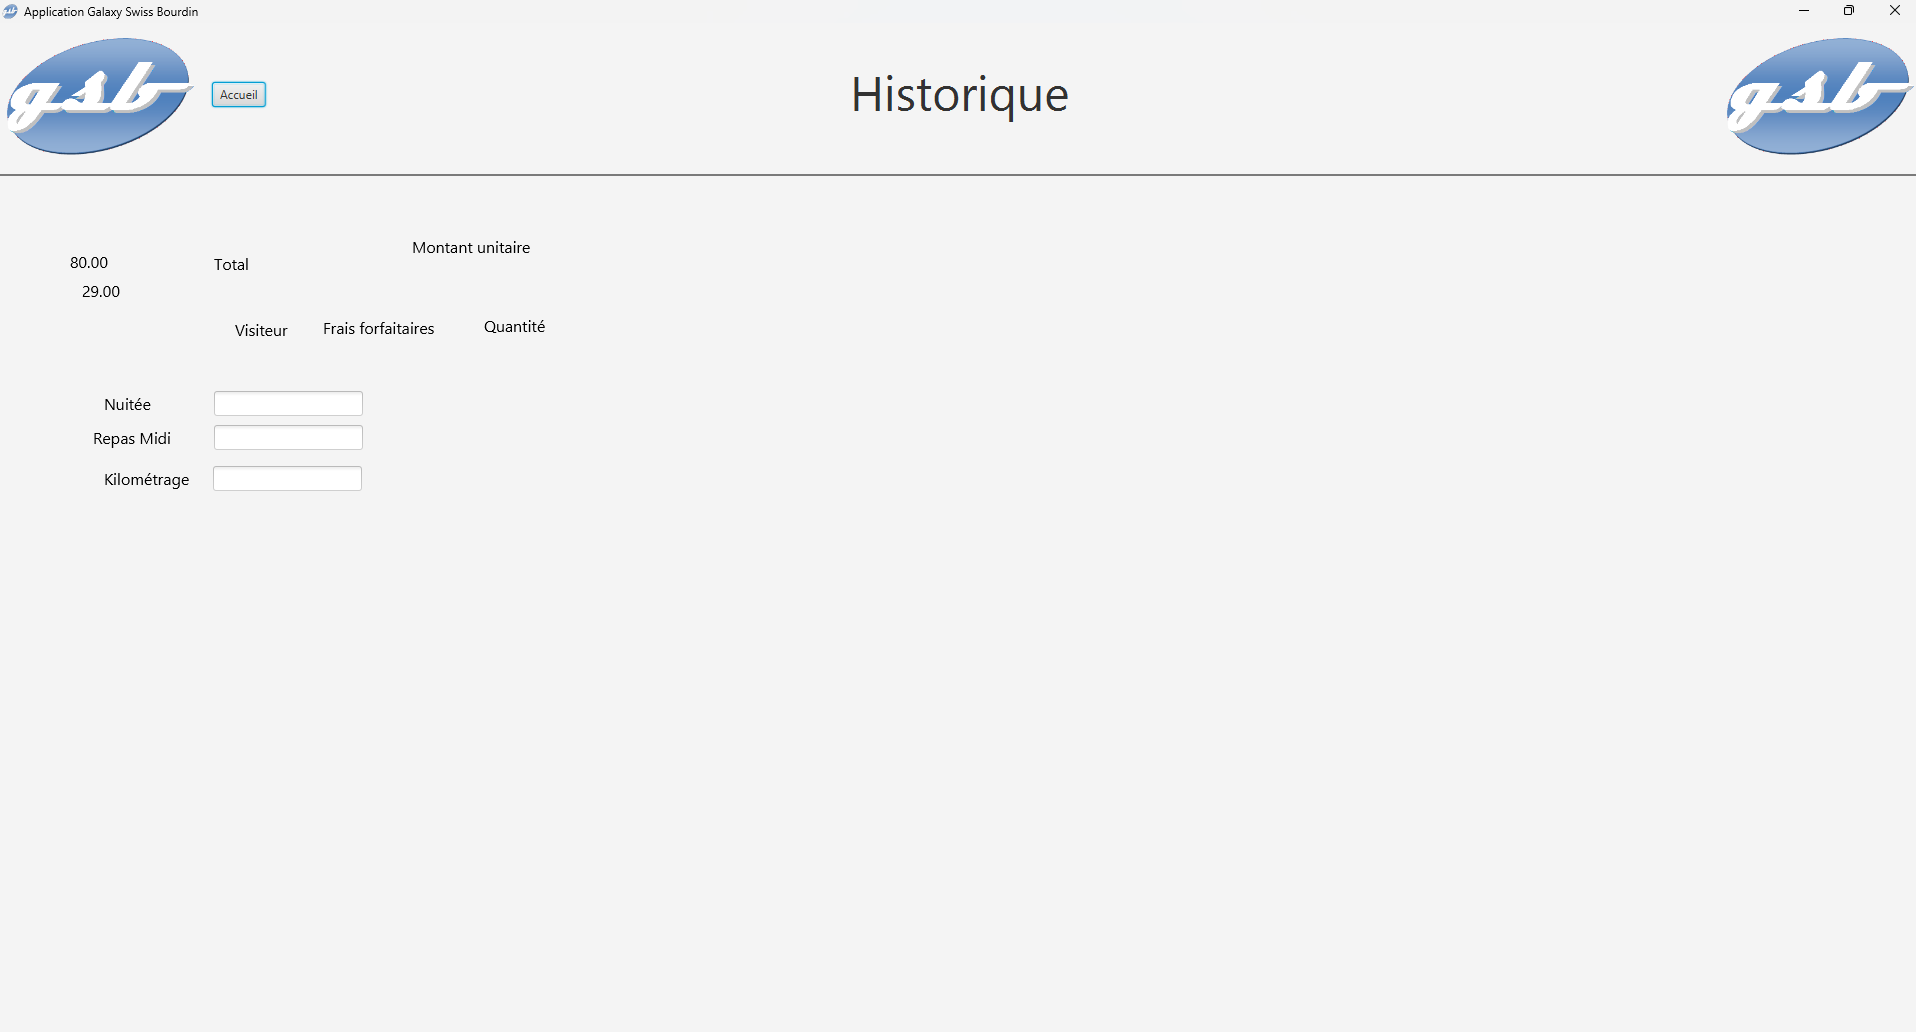 Application Galaxy Swiss Bourdin
gsb
Accueil
Historique
gsb
Montant unitaire
80.00
Total
29.00
Visiteur
Frais forfaitaires
Quantité
Nuitée
Repas Midi
Kilométrage